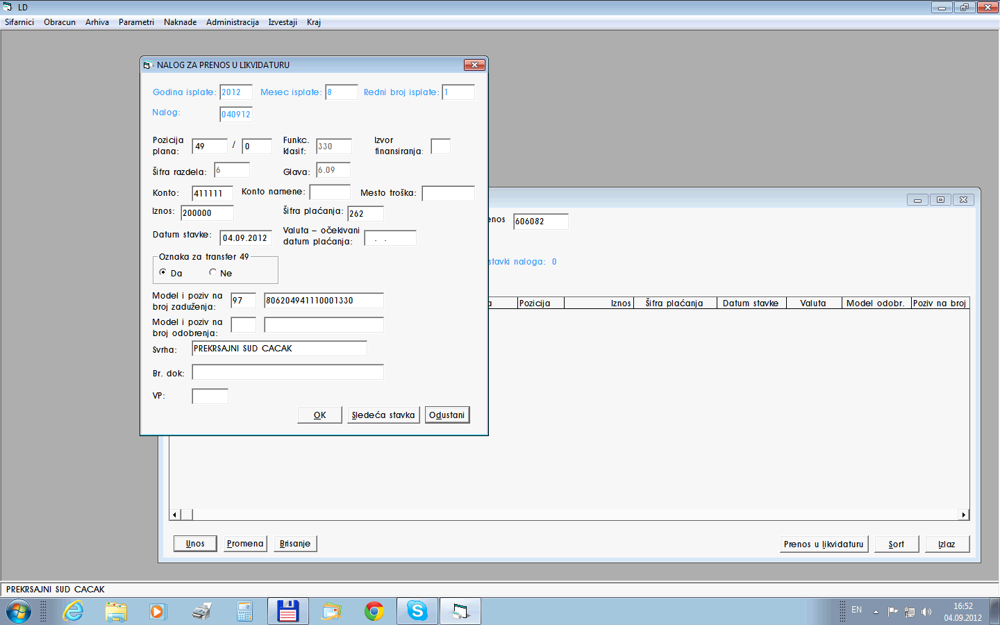 LD
Sifarnici Obracun Arhiva Parametri Naknade Administracija Izvestaji Kraj
NALOG ZA PRENOS U LIKVIDATURU
Godina isplate: 2012 Mesec isplate: 8 Redni broj isplate: 1
Nalog: 040912
Pozicija plana: 49 / 0 Funkc. klasif: 330 Izvor finansiranja:
Šifra razdela: 6 Glava: 6.09
Konto: 411111 Konto namene: Mesto troška:
Iznos: 200000 Šifra plaćanja: 262
Datum stavke: 04.09.2012 Valuta – očekivani datum plaćanja: . .
Oznaka za transfer 49
Da Ne
Model i poziv na broj zaduženja: 97 806204941110001330
Model i poziv na broj odobrenja:
Svrha: PREKRSAJNI SUD CACAK
Br. dok:
VP:
OK Sledeća stavka Odustani
enos 606082
stavki naloga: 0
a Pozicija Iznos Šifra plaćanja Datum stavke Valuta Model odobr. Poziv na broj
Unos Promena Brisanje Prenos u likvidaturu Sort Izlaz
PREKRSAJNI SUD CACAK
EN 16:52
04.09.2012